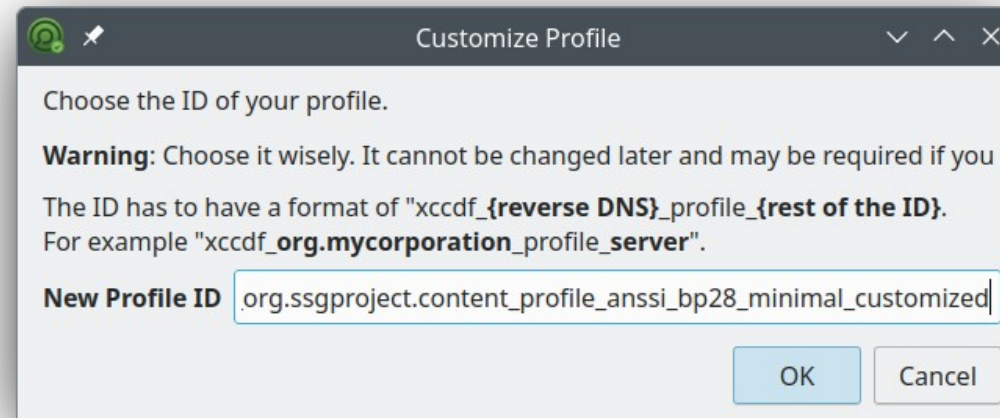 Customize Profile
Choose the ID of your profile.
Warning: Choose it wisely. It cannot be changed later and may be required if you
The ID has to have a format of "xccdf_{reverse DNS}_profile_{rest of the ID}.
For example "xccdf_org.mycorporation_profile_server".
New Profile ID org.ssgproject.content_profile_anssi_bp28_minimal_customized
OK Cancel